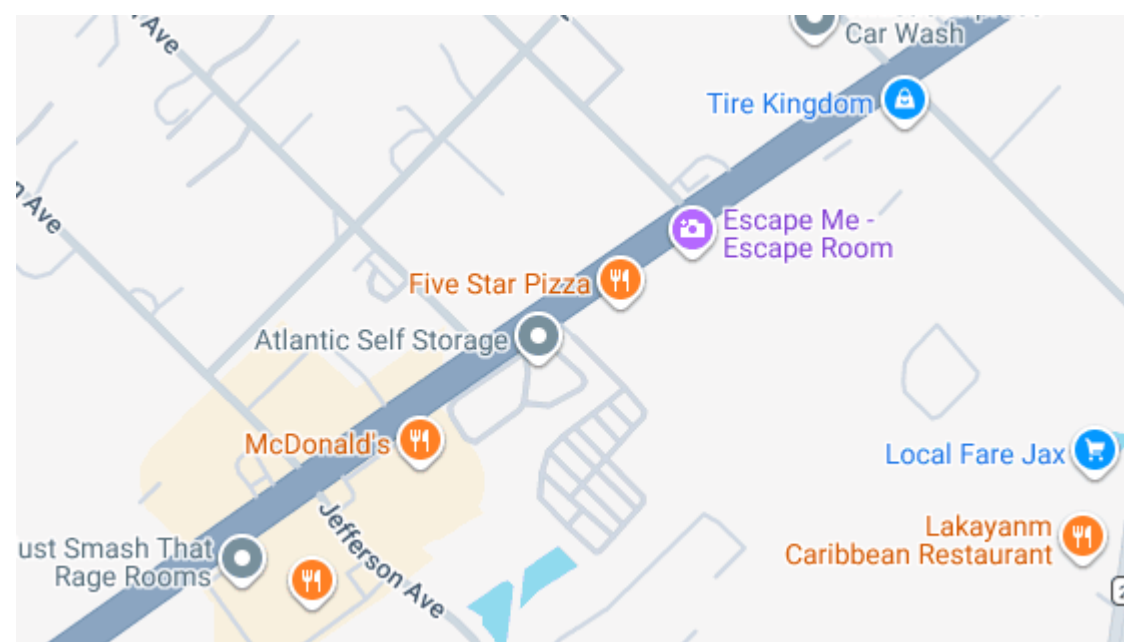 Ave
Car Wash
Tire Kingdom
Ave
Escape Me -
Escape Room
Five Star Pizza
Atlantic Self Storage
McDonald's
Local Fare Jax
Jefferson Ave
Lakayanm
Caribbean Restaurant
ust Smash That
Rage Rooms
2